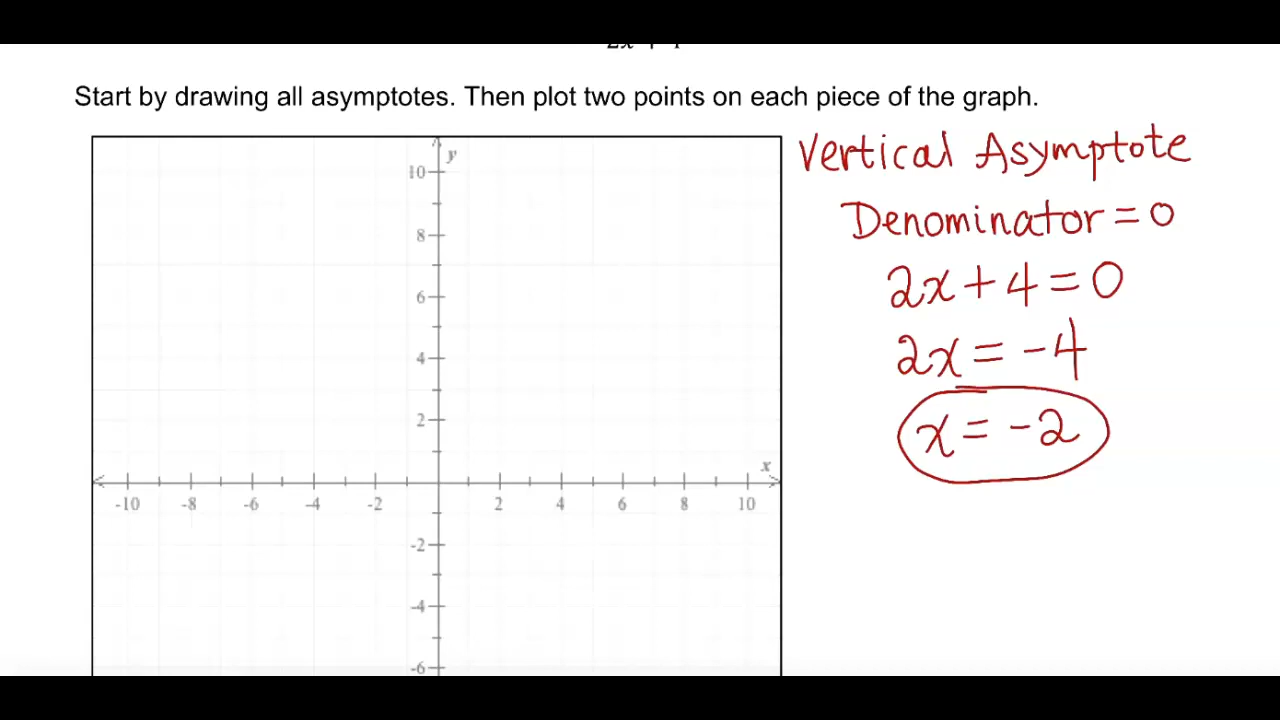 Start by drawing all asymptotes. Then plot two points on each piece of the graph.
Vertical Asymptote
Denominator = 0
2x + 4 = 0
2x = -4
x = -2
y
10
8
6
4
2
x
-10 -8 -6 -4 -2 2 4 6 8 10
-2
-4
-6